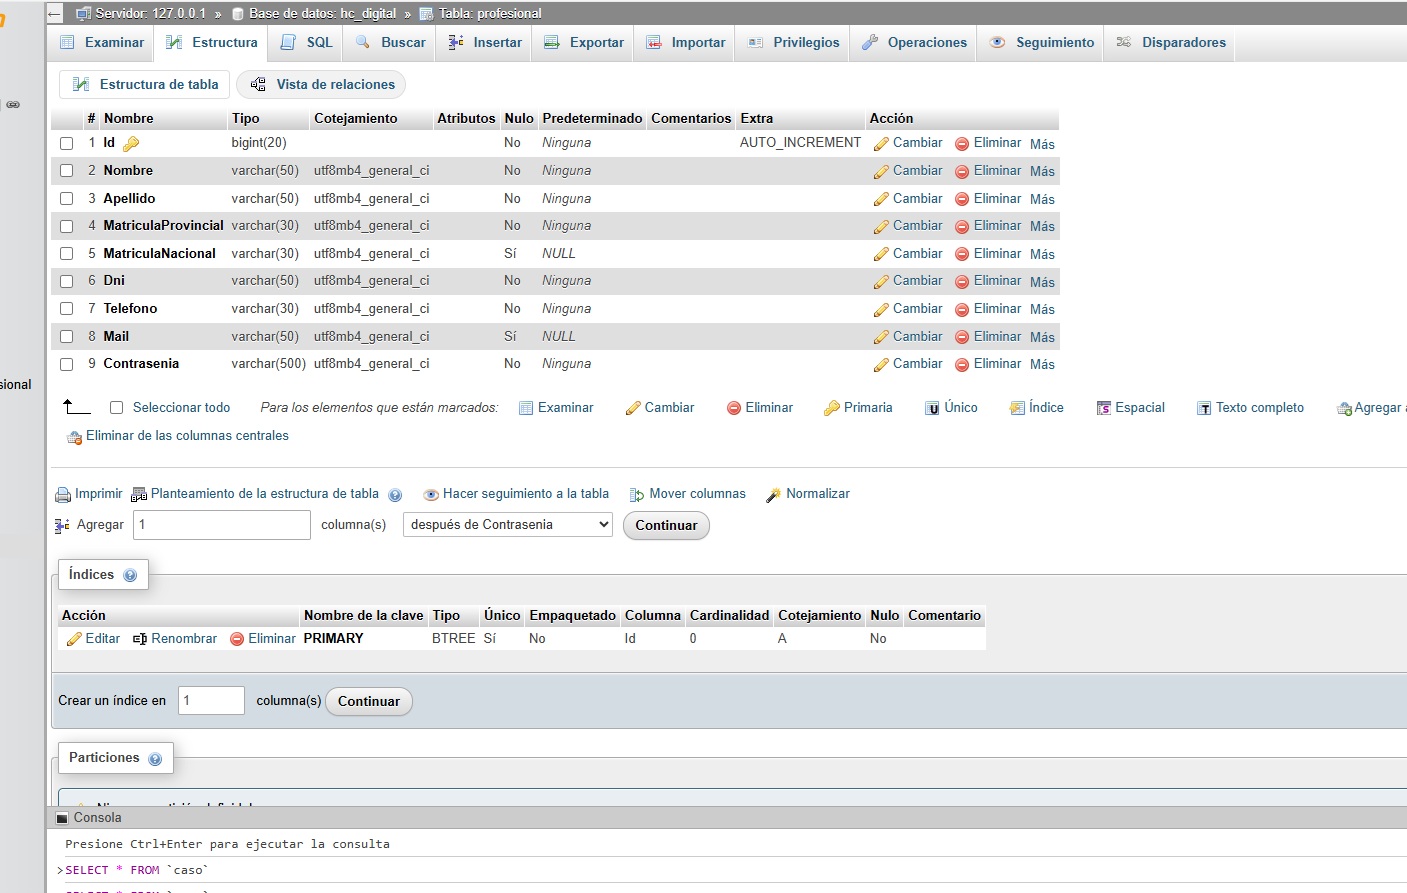 Servidor: 127.0.0.1 » Base de datos: hc_digital » Tabla: profesional
Examinar Estructura SQL Buscar Insertar Exportar Importar Privilegios Operaciones Seguimiento Disparadores
Estructura de tabla Vista de relaciones
# Nombre Tipo Cotejamiento Atributos Nulo Predeterminado Comentarios Extra Acción
1 Id bigint(20) No Ninguna AUTO_INCREMENT Cambiar Eliminar Más
2 Nombre varchar(50) utf8mb4_general_ci No Ninguna Cambiar Eliminar Más
3 Apellido varchar(50) utf8mb4_general_ci No Ninguna Cambiar Eliminar Más
4 MatriculaProvincial varchar(30) utf8mb4_general_ci No Ninguna Cambiar Eliminar Más
5 MatriculaNacional varchar(30) utf8mb4_general_ci Sí NULL Cambiar Eliminar Más
6 Dni varchar(50) utf8mb4_general_ci No Ninguna Cambiar Eliminar Más
7 Telefono varchar(30) utf8mb4_general_ci No Ninguna Cambiar Eliminar Más
8 Mail varchar(50) utf8mb4_general_ci Sí NULL Cambiar Eliminar Más
9 Contrasenia varchar(500) utf8mb4_general_ci No Ninguna Cambiar Eliminar Más
sional
Seleccionar todo Para los elementos que están marcados: Examinar Cambiar Eliminar Primaria Único Índice Espacial Texto completo Agregar a
Eliminar de las columnas centrales
Imprimir Planteamiento de la estructura de tabla Hacer seguimiento a la tabla Mover columnas Normalizar
Agregar 1 columna(s) después de Contrasenia Continuar
Índices
Acción Nombre de la clave Tipo Único Empaquetado Columna Cardinalidad Cotejamiento Nulo Comentario
Editar Renombrar Eliminar PRIMARY BTREE Sí No Id 0 A No
Crear un índice en 1 columna(s) Continuar
Particiones
Consola
Presione Ctrl+Enter para ejecutar la consulta
>SELECT * FROM `caso`